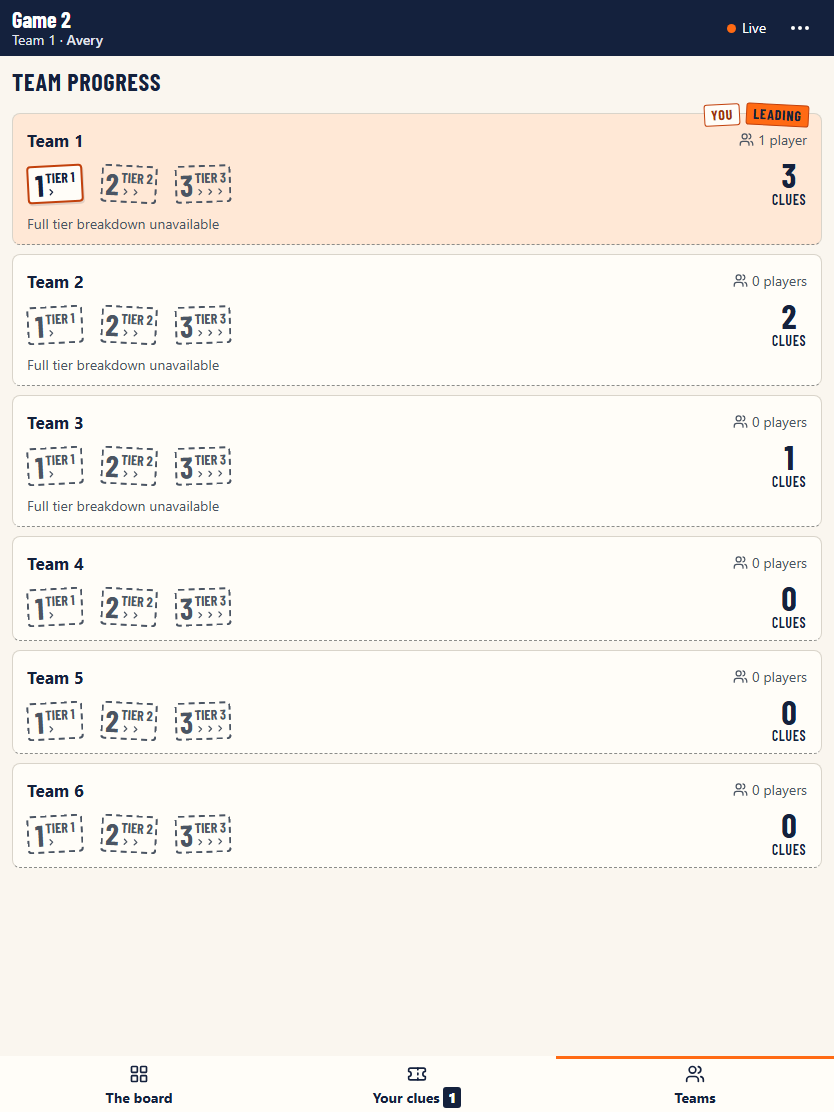 Game 2
Team 1 · Avery
Live
TEAM PROGRESS
YOU LEADING
Team 1
1 player
1 TIER 1 ›
2 TIER 2 › ›
3 TIER 3 › › ›
3
CLUES
Full tier breakdown unavailable
Team 2
0 players
1 TIER 1 ›
2 TIER 2 › ›
3 TIER 3 › › ›
2
CLUES
Full tier breakdown unavailable
Team 3
0 players
1 TIER 1 ›
2 TIER 2 › ›
3 TIER 3 › › ›
1
CLUES
Full tier breakdown unavailable
Team 4
0 players
1 TIER 1 ›
2 TIER 2 › ›
3 TIER 3 › › ›
0
CLUES
Team 5
0 players
1 TIER 1 ›
2 TIER 2 › ›
3 TIER 3 › › ›
0
CLUES
Team 6
0 players
1 TIER 1 ›
2 TIER 2 › ›
3 TIER 3 › › ›
0
CLUES
The board
Your clues 1
Teams